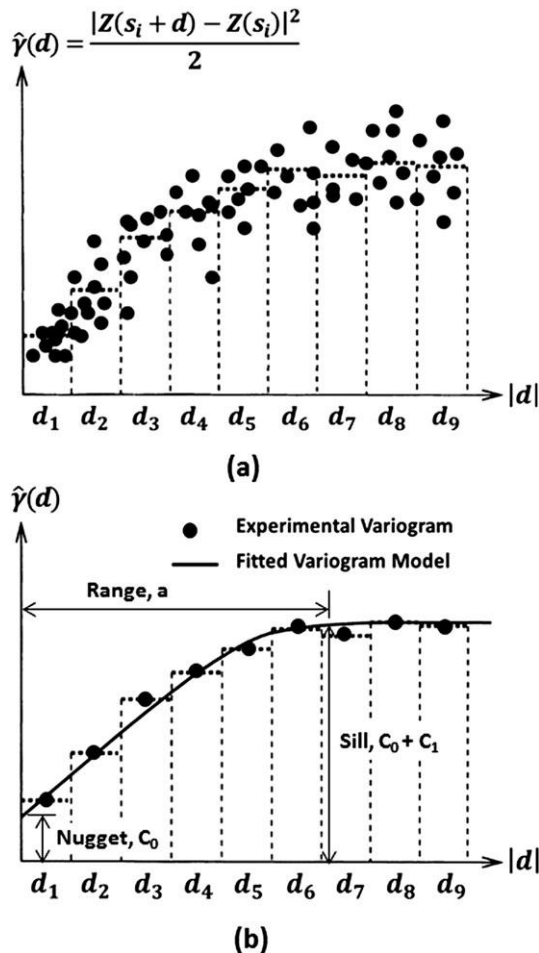 γ̂(d) = |Z(sᵢ + d) − Z(sᵢ)|² / 2
|d|
d₁ d₂ d₃ d₄ d₅ d₆ d₇ d₈ d₉
(a)
γ̂(d)
Experimental Variogram
Fitted Variogram Model
Range, a
Sill, C₀ + C₁
Nugget, C₀
|d|
d₁ d₂ d₃ d₄ d₅ d₆ d₇ d₈ d₉
(b)